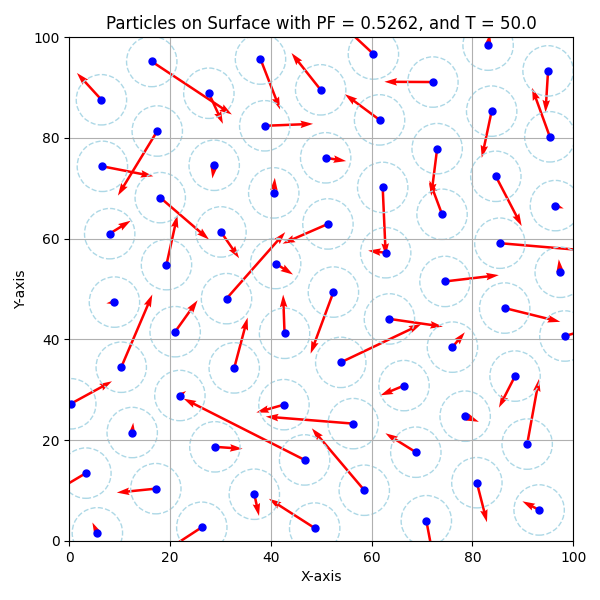 Particles on Surface with PF = 0.5262, and T = 50.0
100
80
60
40
20
0
Y-axis
0 20 40 60 80 100
X-axis